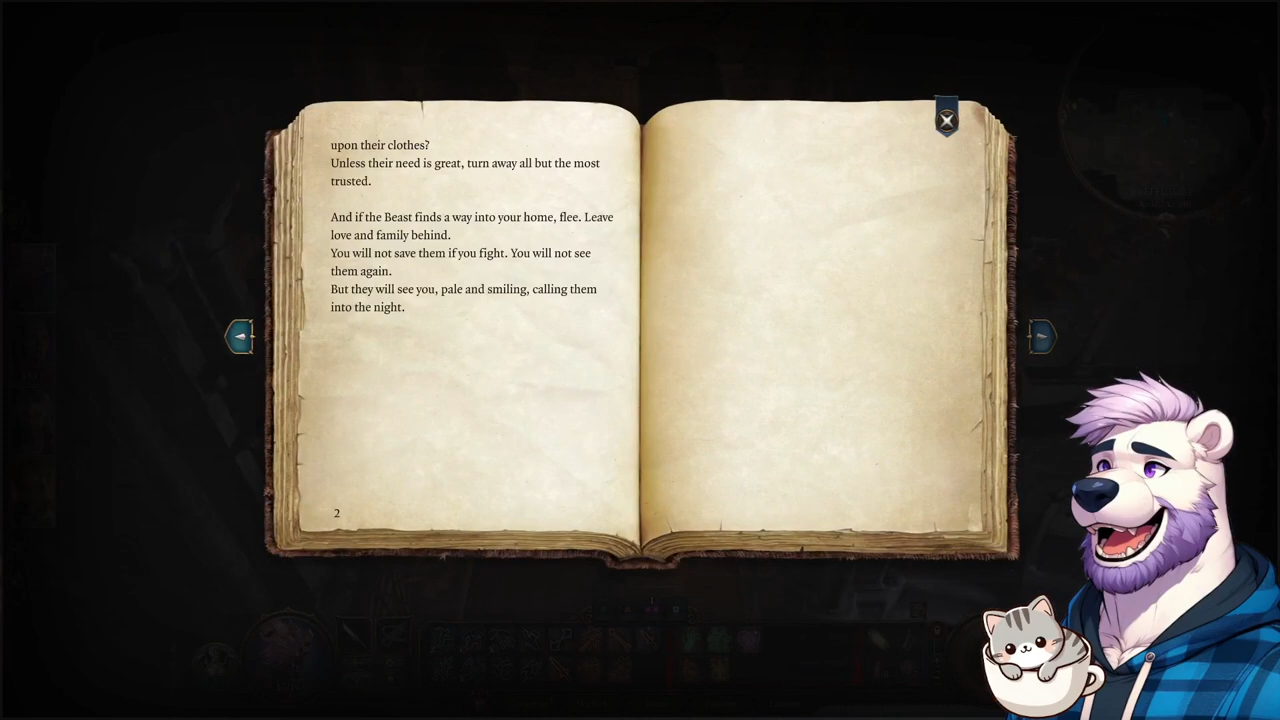 upon their clothes?
Unless their need is great, turn away all but the most
trusted.
And if the Beast finds a way into your home, flee. Leave
love and family behind.
You will not save them if you fight. You will not see
them again.
But they will see you, pale and smiling, calling them
into the night.
2